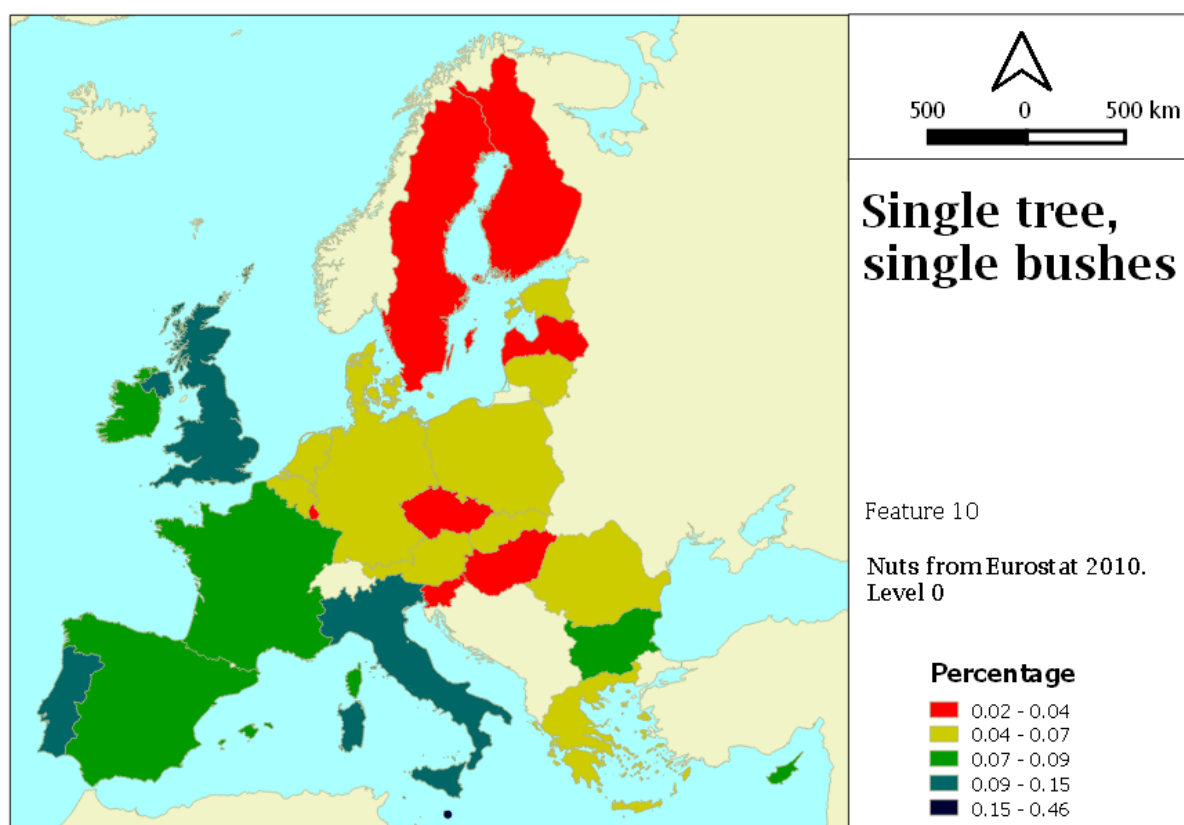 500 0 500 km
Single tree,
single bushes
Feature 10
Nuts from Eurostat 2010.
Level 0
Percentage
0.02 - 0.04
0.04 - 0.07
0.07 - 0.09
0.09 - 0.15
0.15 - 0.46